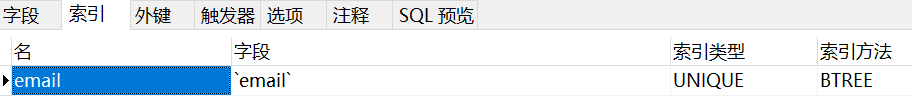 字段 索引 外键 触发器 选项 注释 SQL 预览
名 字段 索引类型 索引方法
email `email` UNIQUE BTREE